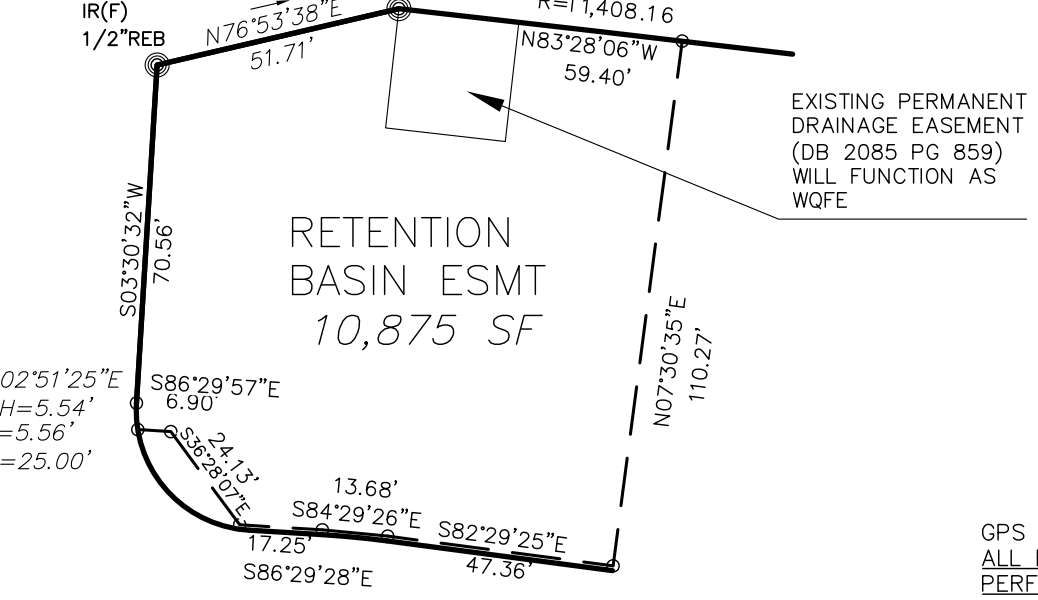 IR(F)
1/2"REB
N76°53'38"E
51.71'
R=11,408.16
N83°28'06"W
59.40'
EXISTING PERMANENT
DRAINAGE EASEMENT
(DB 2085 PG 859)
WILL FUNCTION AS
WQFE
S03°30'32"W
70.56'
RETENTION
BASIN ESMT
10,875 SF
N07°30'35"E
110.27'
02°51'25"E
H=5.54'
=5.56'
=25.00'
S86°29'57"E
6.90'
24.13'
S36°28'07"E
13.68'
S84°29'26"E
S82°29'25"E
17.25'
47.36'
S86°29'28"E
GPS
ALL
PERF